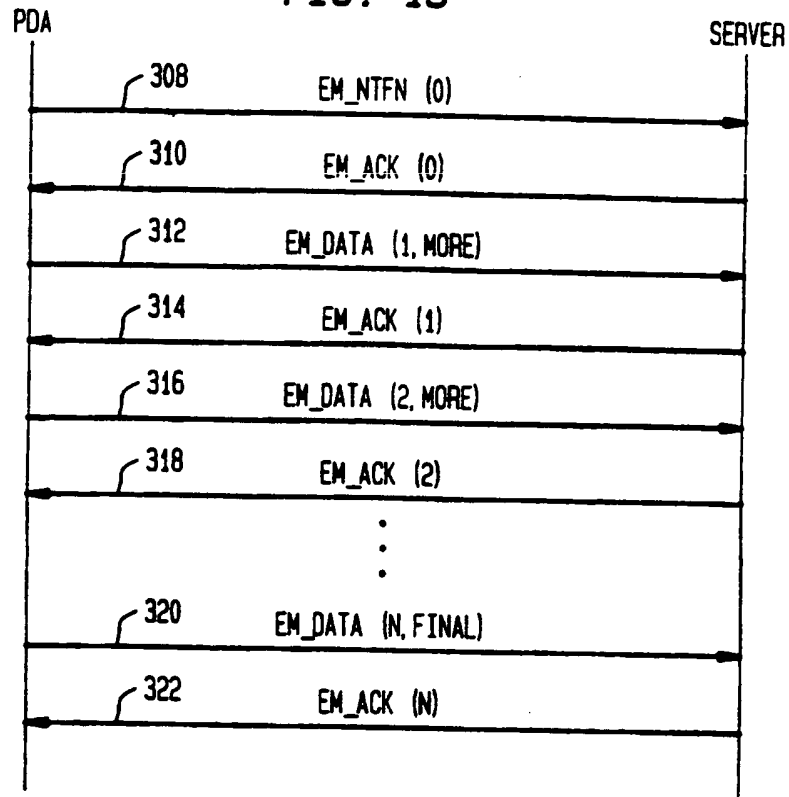 PDA
SERVER
308
EM_NTFN (0)
310
EM_ACK (0)
312
EM_DATA (1, MORE)
314
EM_ACK (1)
316
EM_DATA (2, MORE)
318
EM_ACK (2)
320
EM_DATA (N, FINAL)
322
EM_ACK (N)